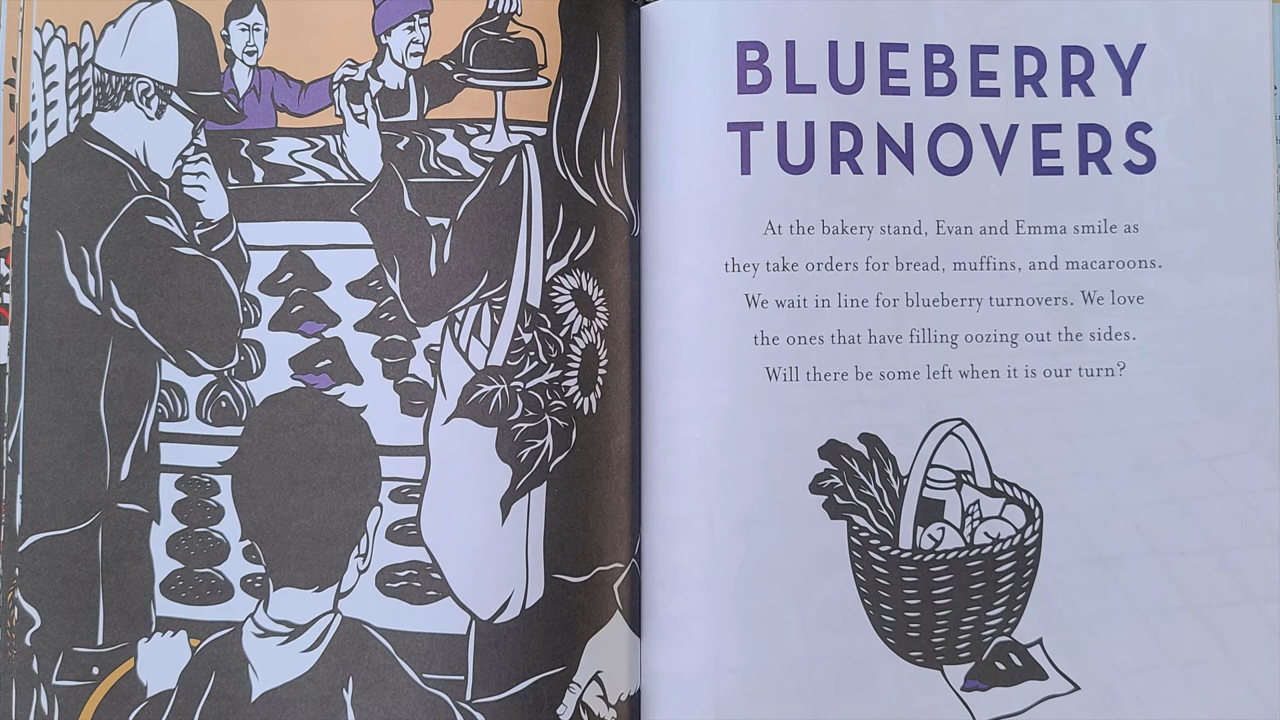 BLUEBERRY
TURNOVERS
At the bakery stand, Evan and Emma smile as
they take orders for bread, muffins, and macaroons.
We wait in line for blueberry turnovers. We love
the ones that have filling oozing out the sides.
Will there be some left when it is our turn?